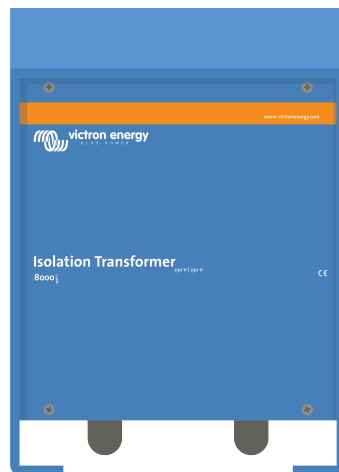 www.victronenergy.com
victron energy
BLUE POWER
Isolation Transformer
230 V | 230 V
8000
CE